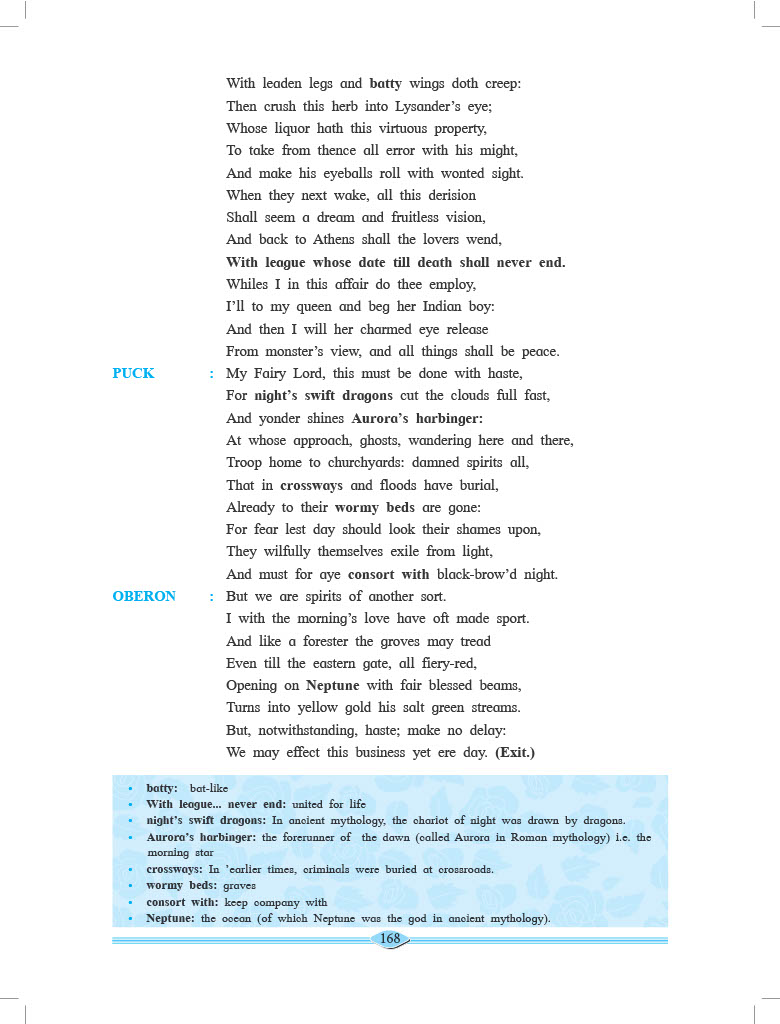 With leaden legs and batty wings doth creep:
Then crush this herb into Lysander's eye;
Whose liquor hath this virtuous property,
To take from thence all error with his might,
And make his eyeballs roll with wonted sight.
When they next wake, all this derision
Shall seem a dream and fruitless vision,
And back to Athens shall the lovers wend,
With league whose date till death shall never end.
Whiles I in this affair do thee employ,
I'll to my queen and beg her Indian boy:
And then I will her charmed eye release
From monster's view, and all things shall be peace.
PUCK : My Fairy Lord, this must be done with haste,
For night's swift dragons cut the clouds full fast,
And yonder shines Aurora's harbinger:
At whose approach, ghosts, wandering here and there,
Troop home to churchyards: damned spirits all,
That in crossways and floods have burial,
Already to their wormy beds are gone:
For fear lest day should look their shames upon,
They wilfully themselves exile from light,
And must for aye consort with black-brow'd night.
OBERON : But we are spirits of another sort.
I with the morning's love have oft made sport.
And like a forester the groves may tread
Even till the eastern gate, all fiery-red,
Opening on Neptune with fair blessed beams,
Turns into yellow gold his salt green streams.
But, notwithstanding, haste; make no delay:
We may effect this business yet ere day. (Exit.)
• batty: bat-like
• With league... never end: united for life
• night's swift dragons: In ancient mythology, the chariot of night was drawn by dragons.
• Aurora's harbinger: the forerunner of the dawn (called Aurora in Roman mythology) i.e. the
morning star
• crossways: In 'earlier times, criminals were buried at crossroads.
• wormy beds: graves
• consort with: keep company with
• Neptune: the ocean (of which Neptune was the god in ancient mythology).
168